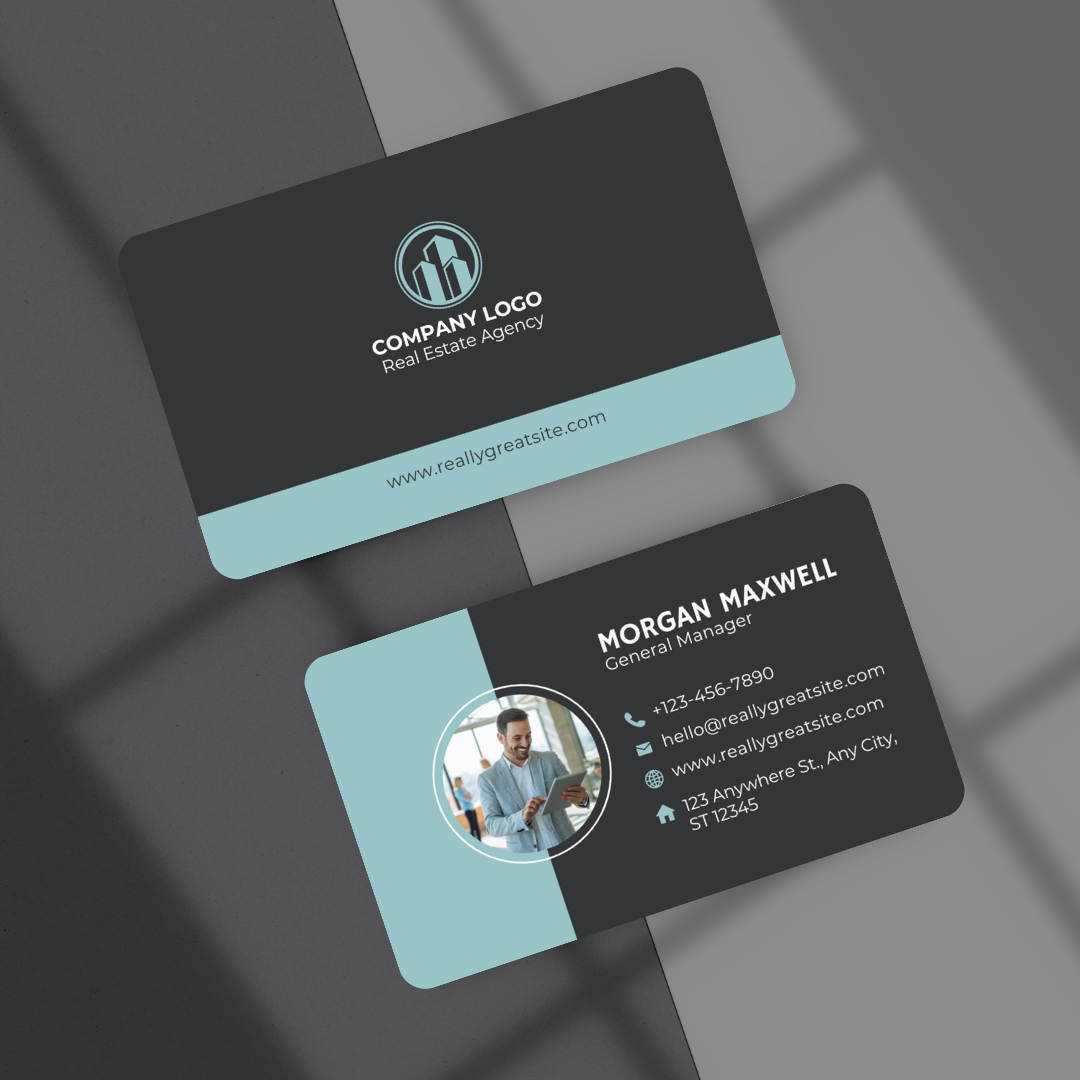 COMPANY LOGO
Real Estate Agency
www.reallygreatsite.com
MORGAN MAXWELL
General Manager
+123-456-7890
hello@reallygreatsite.com
www.reallygreatsite.com
123 Anywhere St., Any City,
ST 12345